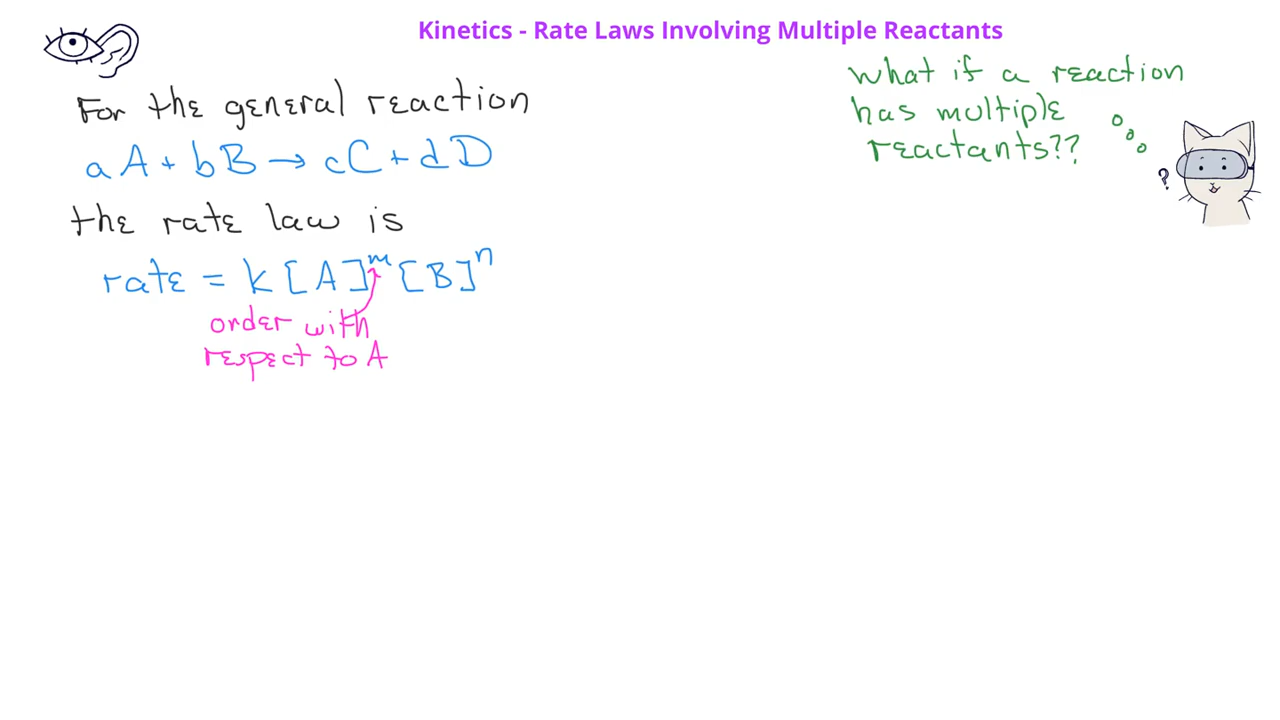 Kinetics - Rate Laws Involving Multiple Reactants
For the general reaction
aA + bB → cC + dD
the rate law is
rate = k [A]^m [B]^n
order with
respect to A
what if a reaction
has multiple
reactants??
?